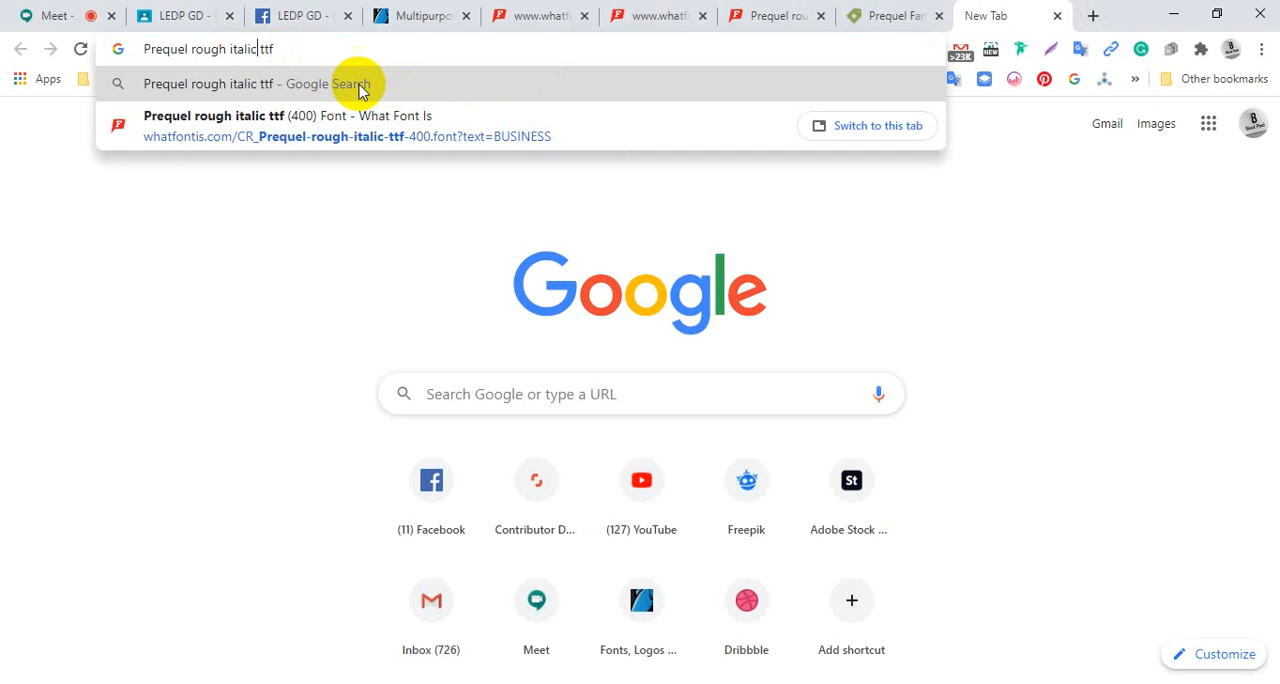 Meet -
LEDP GD -
LEDP GD -
Multipurpo
www.whatf
www.whatf
Prequel rou
Prequel Far
New Tab
Prequel rough italic ttf
>23K
NEW
Prequel rough italic ttf - Google Search
Apps
Other bookmarks
Prequel rough italic ttf (400) Font - What Font Is
whatfontis.com/CR_Prequel-rough-italic-ttf-400.font?text=BUSINESS
Switch to this tab
Gmail Images
Google
Search Google or type a URL
St
(11) Facebook
Contributor D...
(127) YouTube
Freepik
Adobe Stock ...
Inbox (726)
Meet
Fonts, Logos ...
Dribbble
Add shortcut
Customize